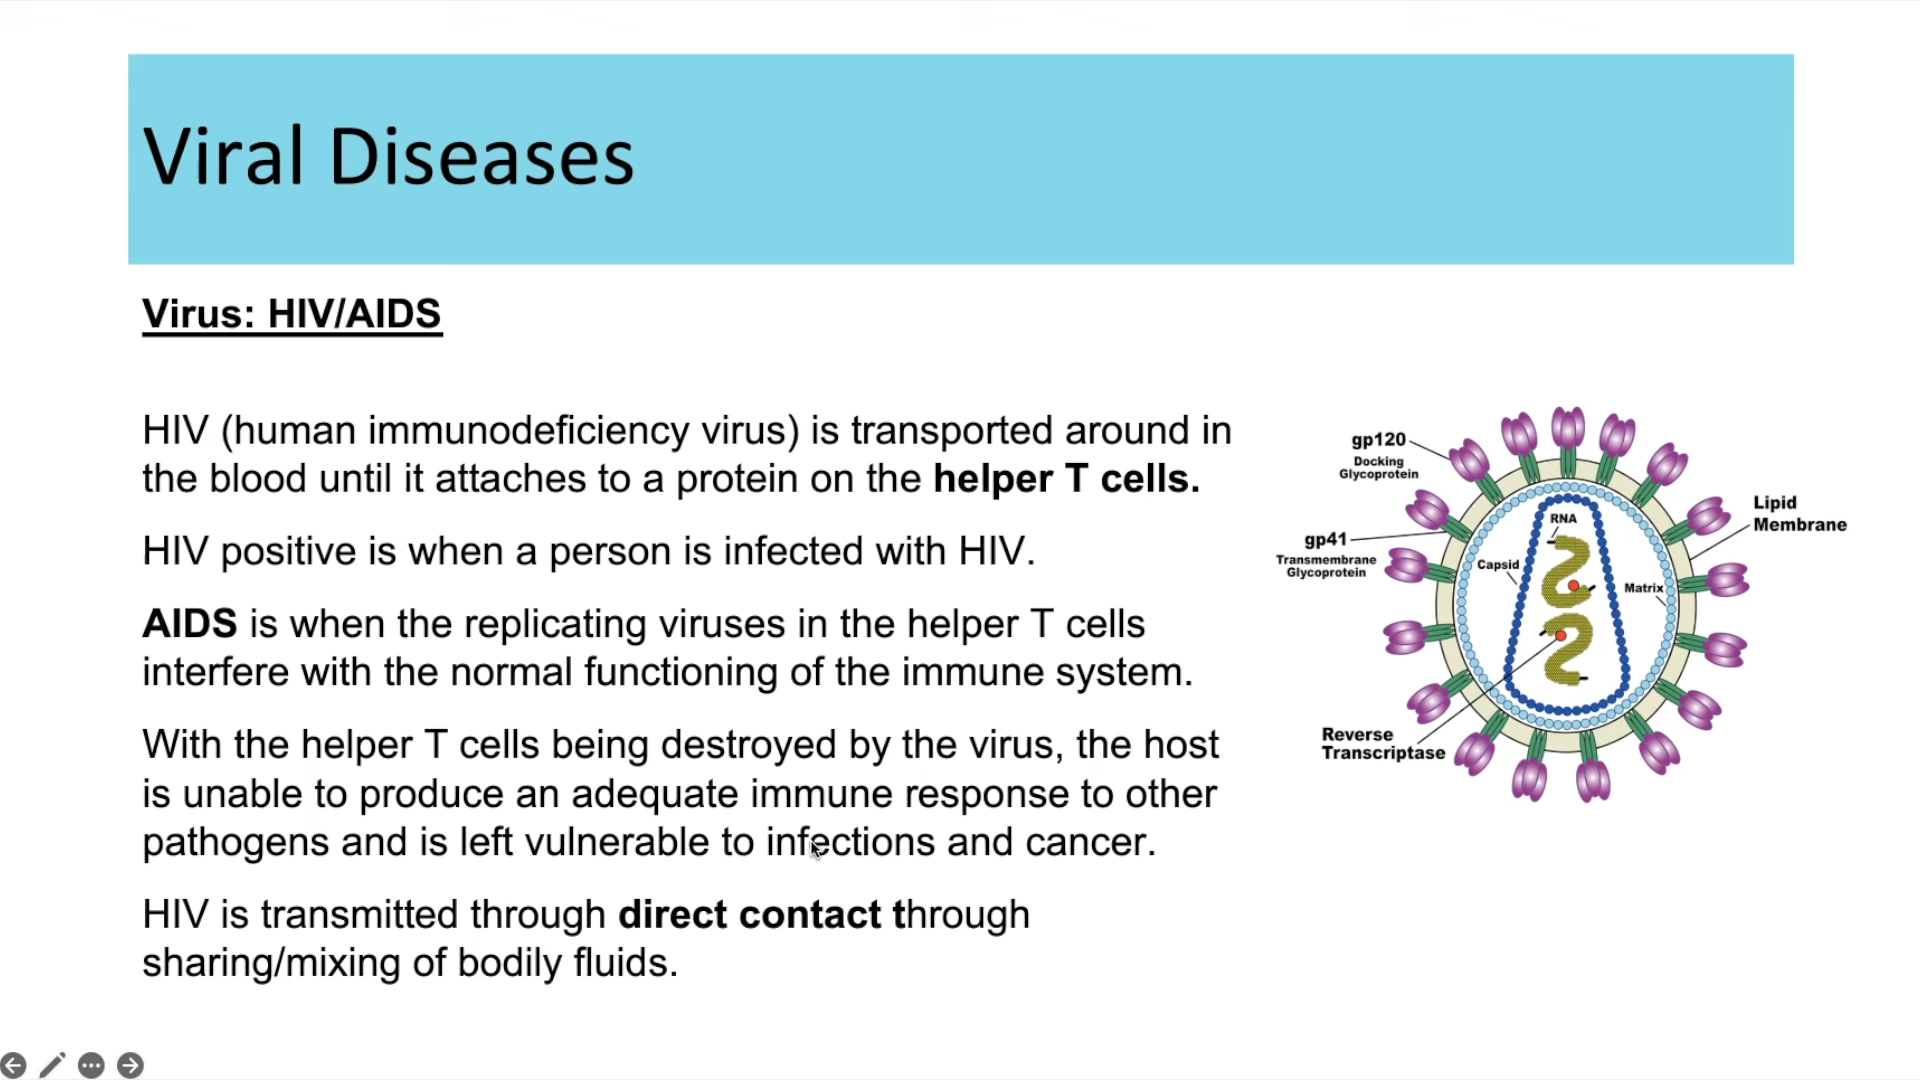 Viral Diseases
Virus: HIV/AIDS
HIV (human immunodeficiency virus) is transported around in
the blood until it attaches to a protein on the helper T cells.
HIV positive is when a person is infected with HIV.
AIDS is when the replicating viruses in the helper T cells
interfere with the normal functioning of the immune system.
With the helper T cells being destroyed by the virus, the host
is unable to produce an adequate immune response to other
pathogens and is left vulnerable to infections and cancer.
HIV is transmitted through direct contact through
sharing/mixing of bodily fluids.
gp120
Docking
Glycoprotein
gp41
Transmembrane
Glycoprotein
RNA
Capsid
Matrix
Lipid
Membrane
Reverse
Transcriptase